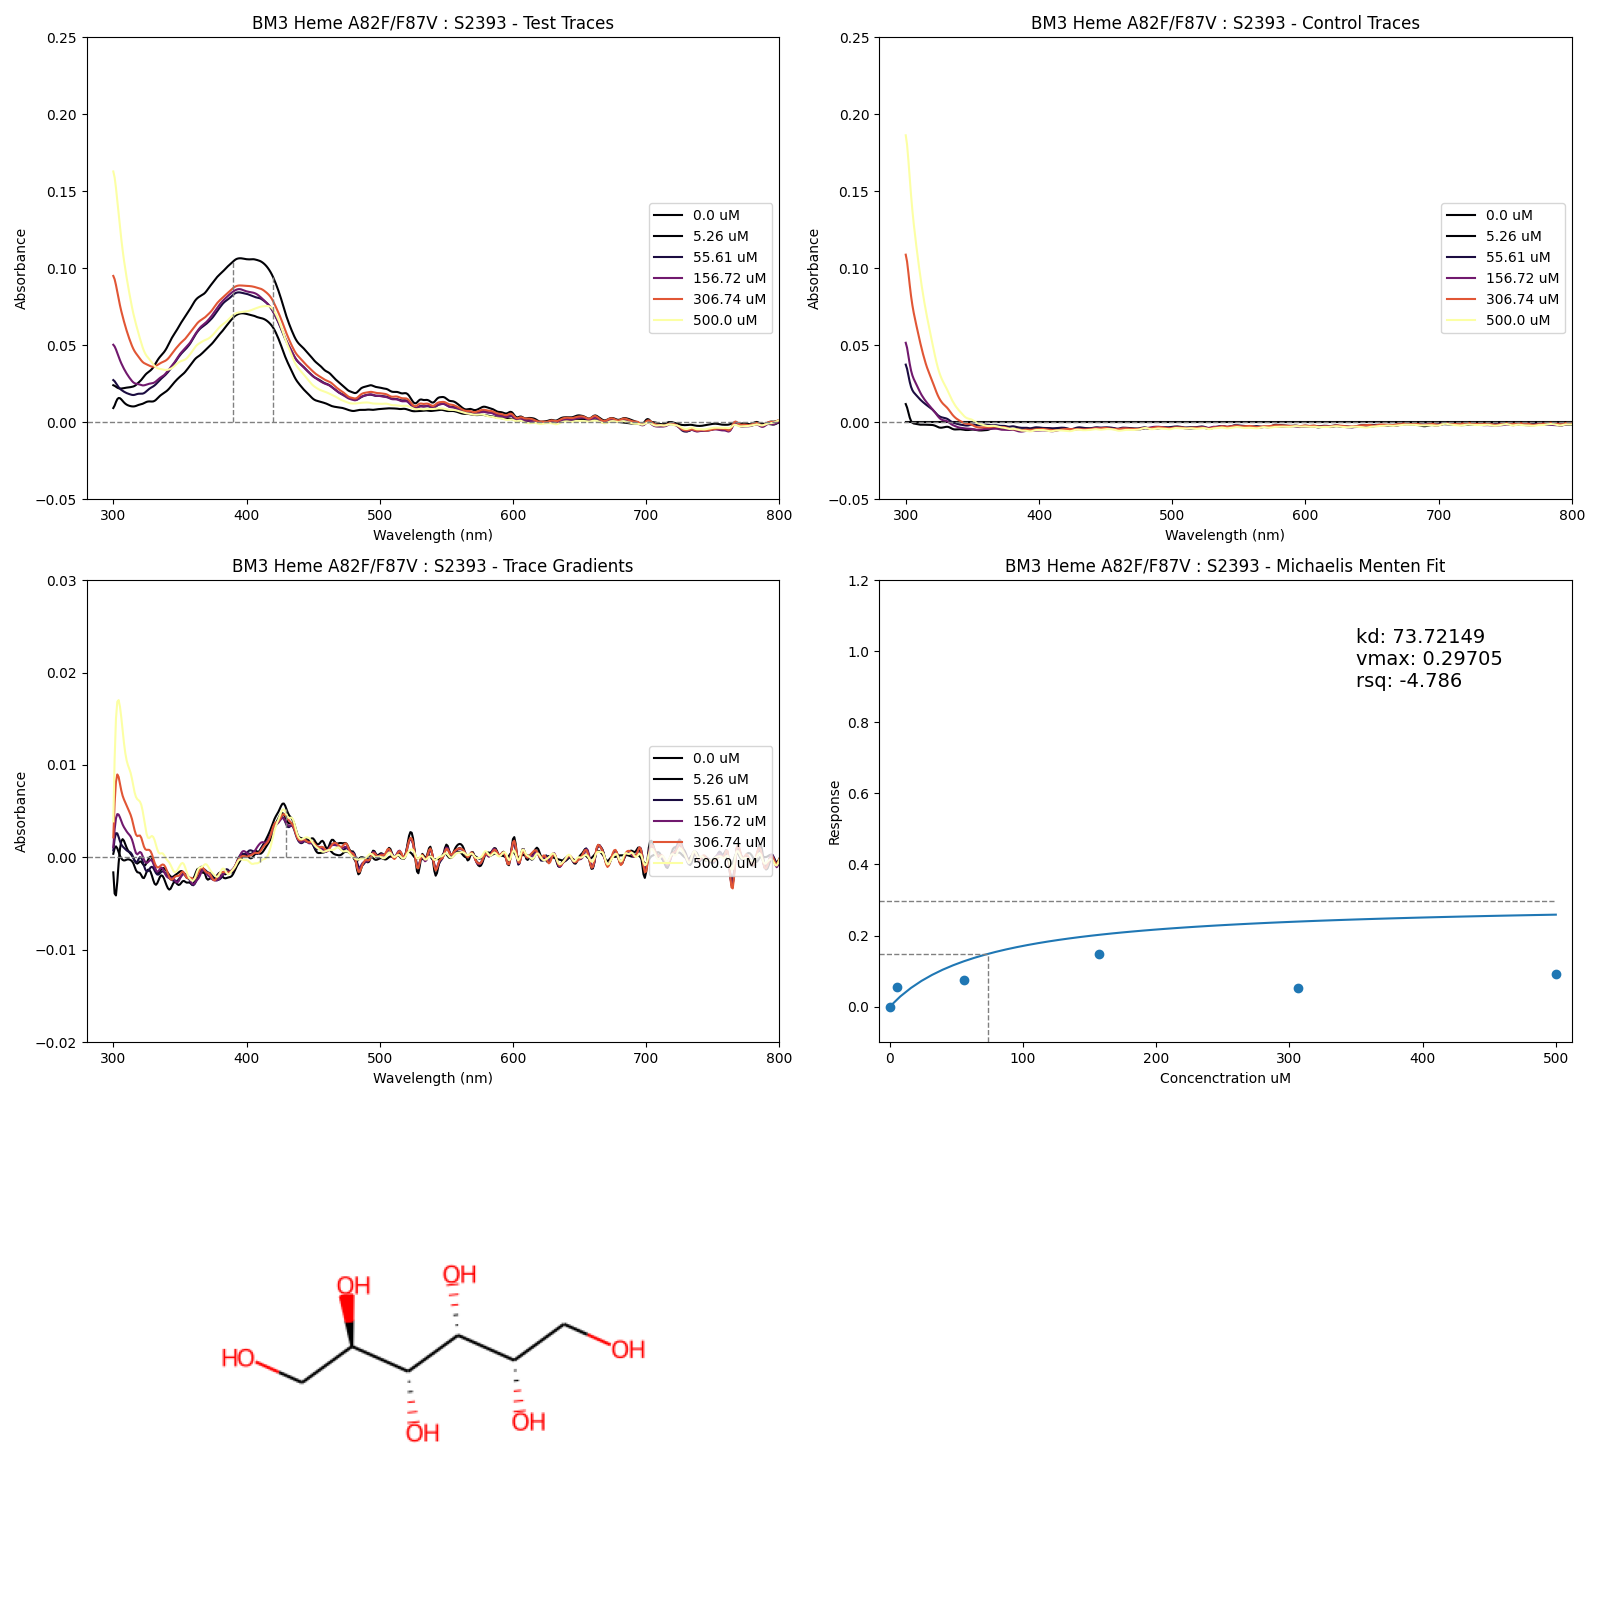 BM3 Heme A82F/F87V : S2393 - Test Traces
0.25
0.20
0.15
0.10
0.05
0.00
−0.05
Absorbance
300 400 500 600 700 800
Wavelength (nm)
0.0 uM
5.26 uM
55.61 uM
156.72 uM
306.74 uM
500.0 uM
BM3 Heme A82F/F87V : S2393 - Control Traces
0.25
0.20
0.15
0.10
0.05
0.00
−0.05
Absorbance
300 400 500 600 700 800
Wavelength (nm)
0.0 uM
5.26 uM
55.61 uM
156.72 uM
306.74 uM
500.0 uM
BM3 Heme A82F/F87V : S2393 - Trace Gradients
0.03
0.02
0.01
0.00
−0.01
−0.02
Absorbance
300 400 500 600 700 800
Wavelength (nm)
0.0 uM
5.26 uM
55.61 uM
156.72 uM
306.74 uM
500.0 uM
BM3 Heme A82F/F87V : S2393 - Michaelis Menten Fit
1.2
1.0
0.8
0.6
0.4
0.2
0.0
Response
kd: 73.72149
vmax: 0.29705
rsq: -4.786
0 100 200 300 400 500
Concenctration uM
OH
OH
HO
OH
OH
OH